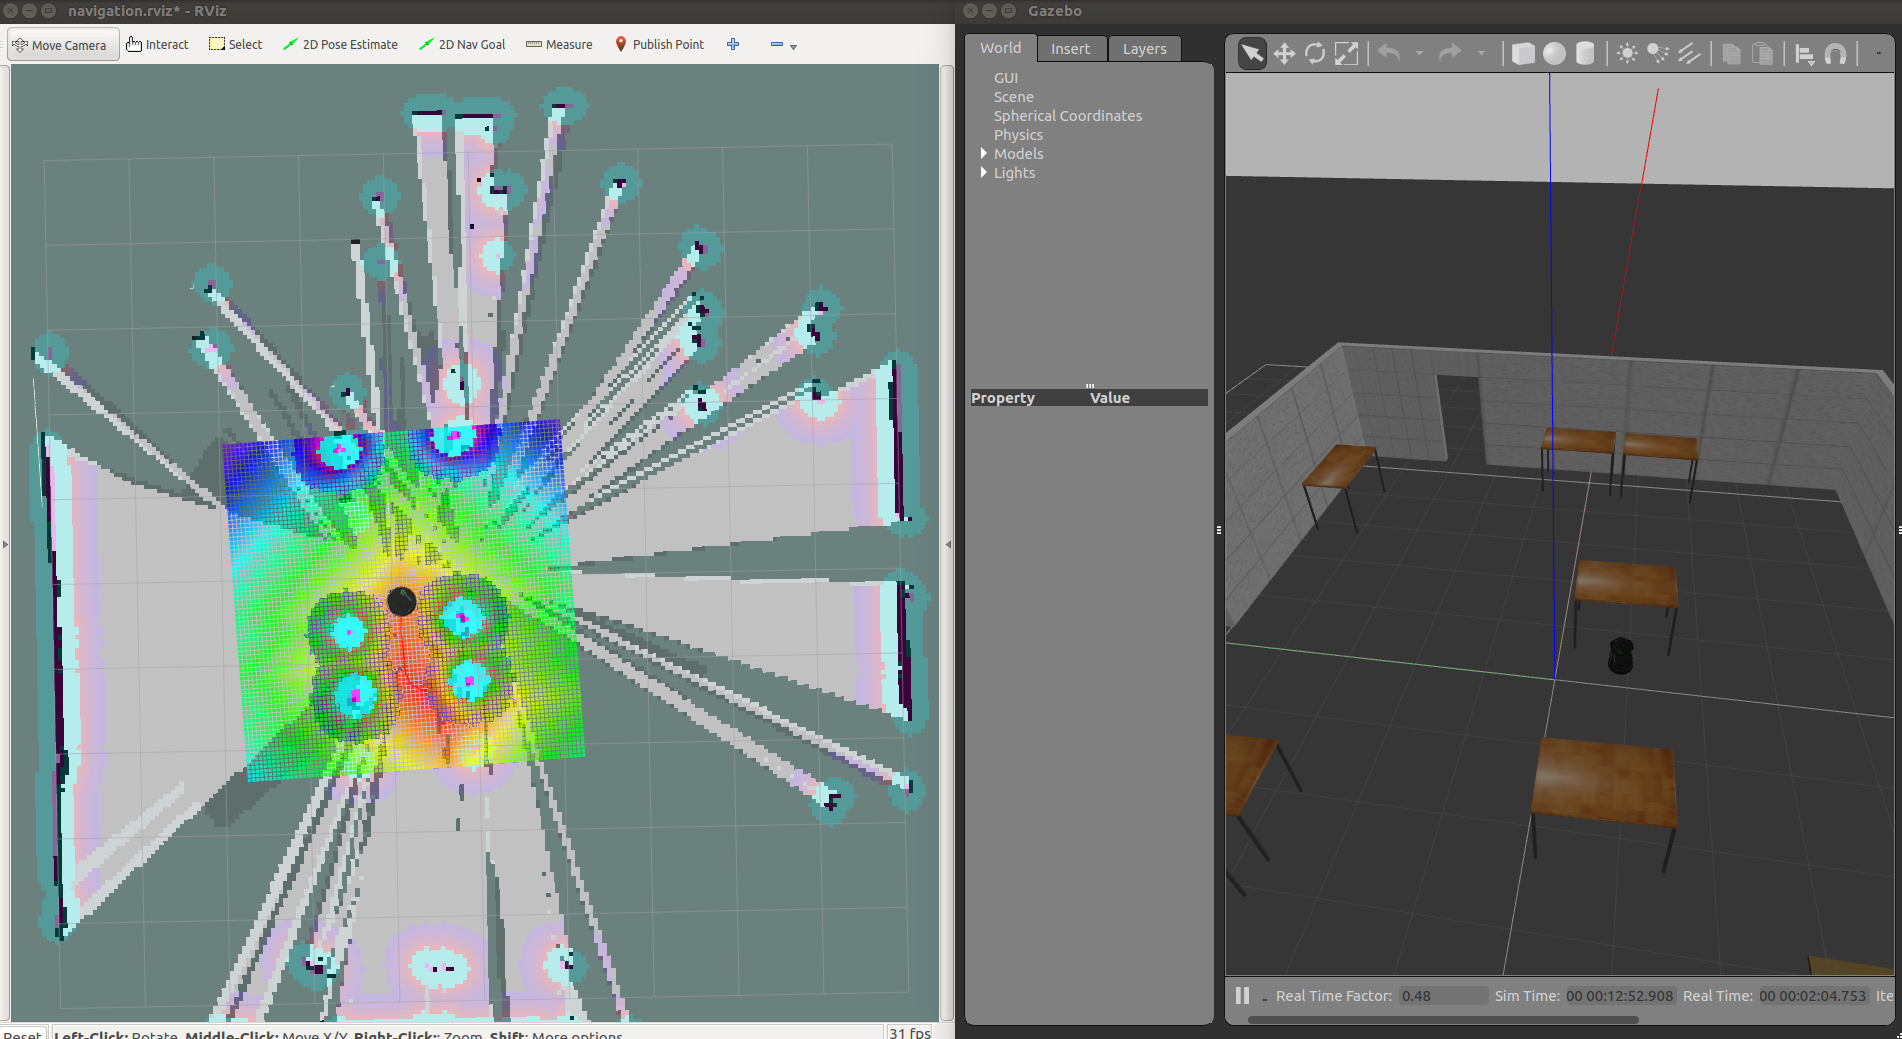 navigation.rviz* - RViz
Move Camera Interact Select 2D Pose Estimate 2D Nav Goal Measure Publish Point
Reset Left-Click: Rotate. Middle-Click: Move X/Y. Right-Click:: Zoom. Shift: More options.
31 fps
Gazebo
World Insert Layers
GUI
Scene
Spherical Coordinates
Physics
Models
Lights
Property Value
Real Time Factor: 0.48 Sim Time: 00 00:12:52.908 Real Time: 00 00:02:04.753 Ite